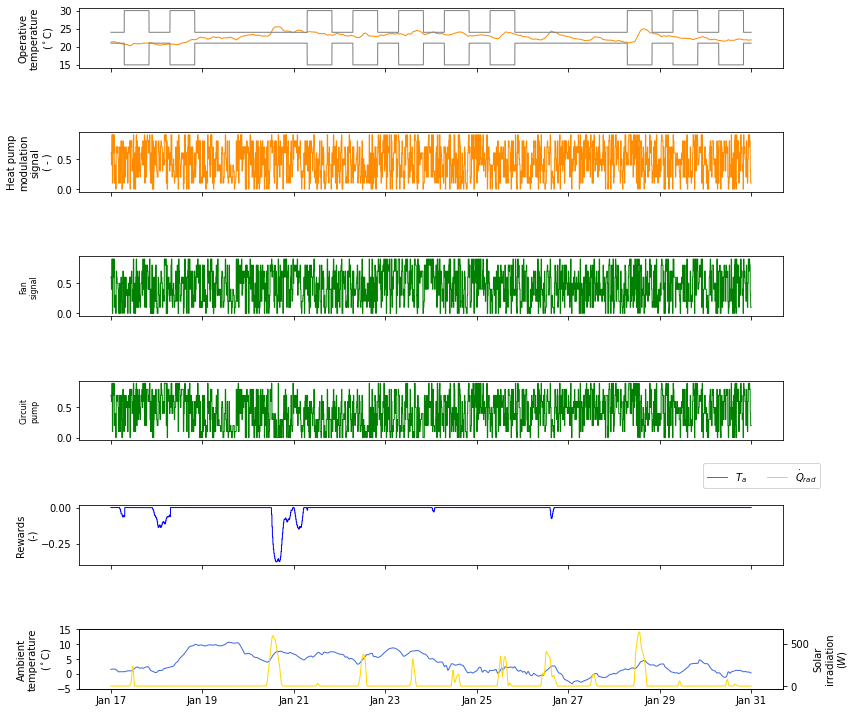 30
25
20
15
Operative
temperature
(°C)
0.5
0.0
Heat pump
modulation
signal
( - )
0.5
0.0
Fan
signal
0.5
0.0
Circuit
pump
T_a
Q̇_rad
0.00
−0.25
Rewards
(-)
15
10
5
0
−5
Ambient
temperature
(°C)
500
0
Solar
irradiation
(W)
Jan 17 Jan 19 Jan 21 Jan 23 Jan 25 Jan 27 Jan 29 Jan 31